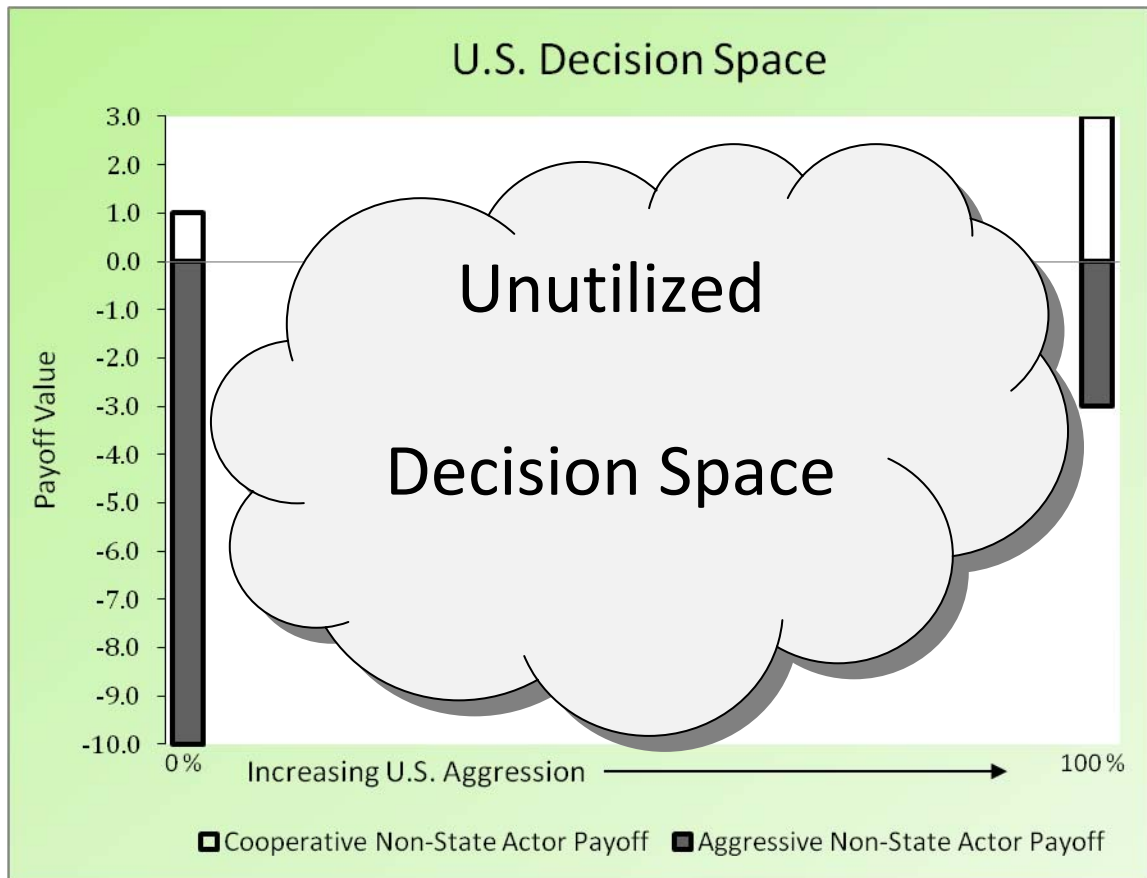 U.S. Decision Space
3.0
2.0
1.0
0.0
-1.0
-2.0
-3.0
-4.0
-5.0
-6.0
-7.0
-8.0
-9.0
-10.0
Payoff Value
Unutilized
Decision Space
0%
100%
Increasing U.S. Aggression
Cooperative Non-State Actor Payoff
Aggressive Non-State Actor Payoff